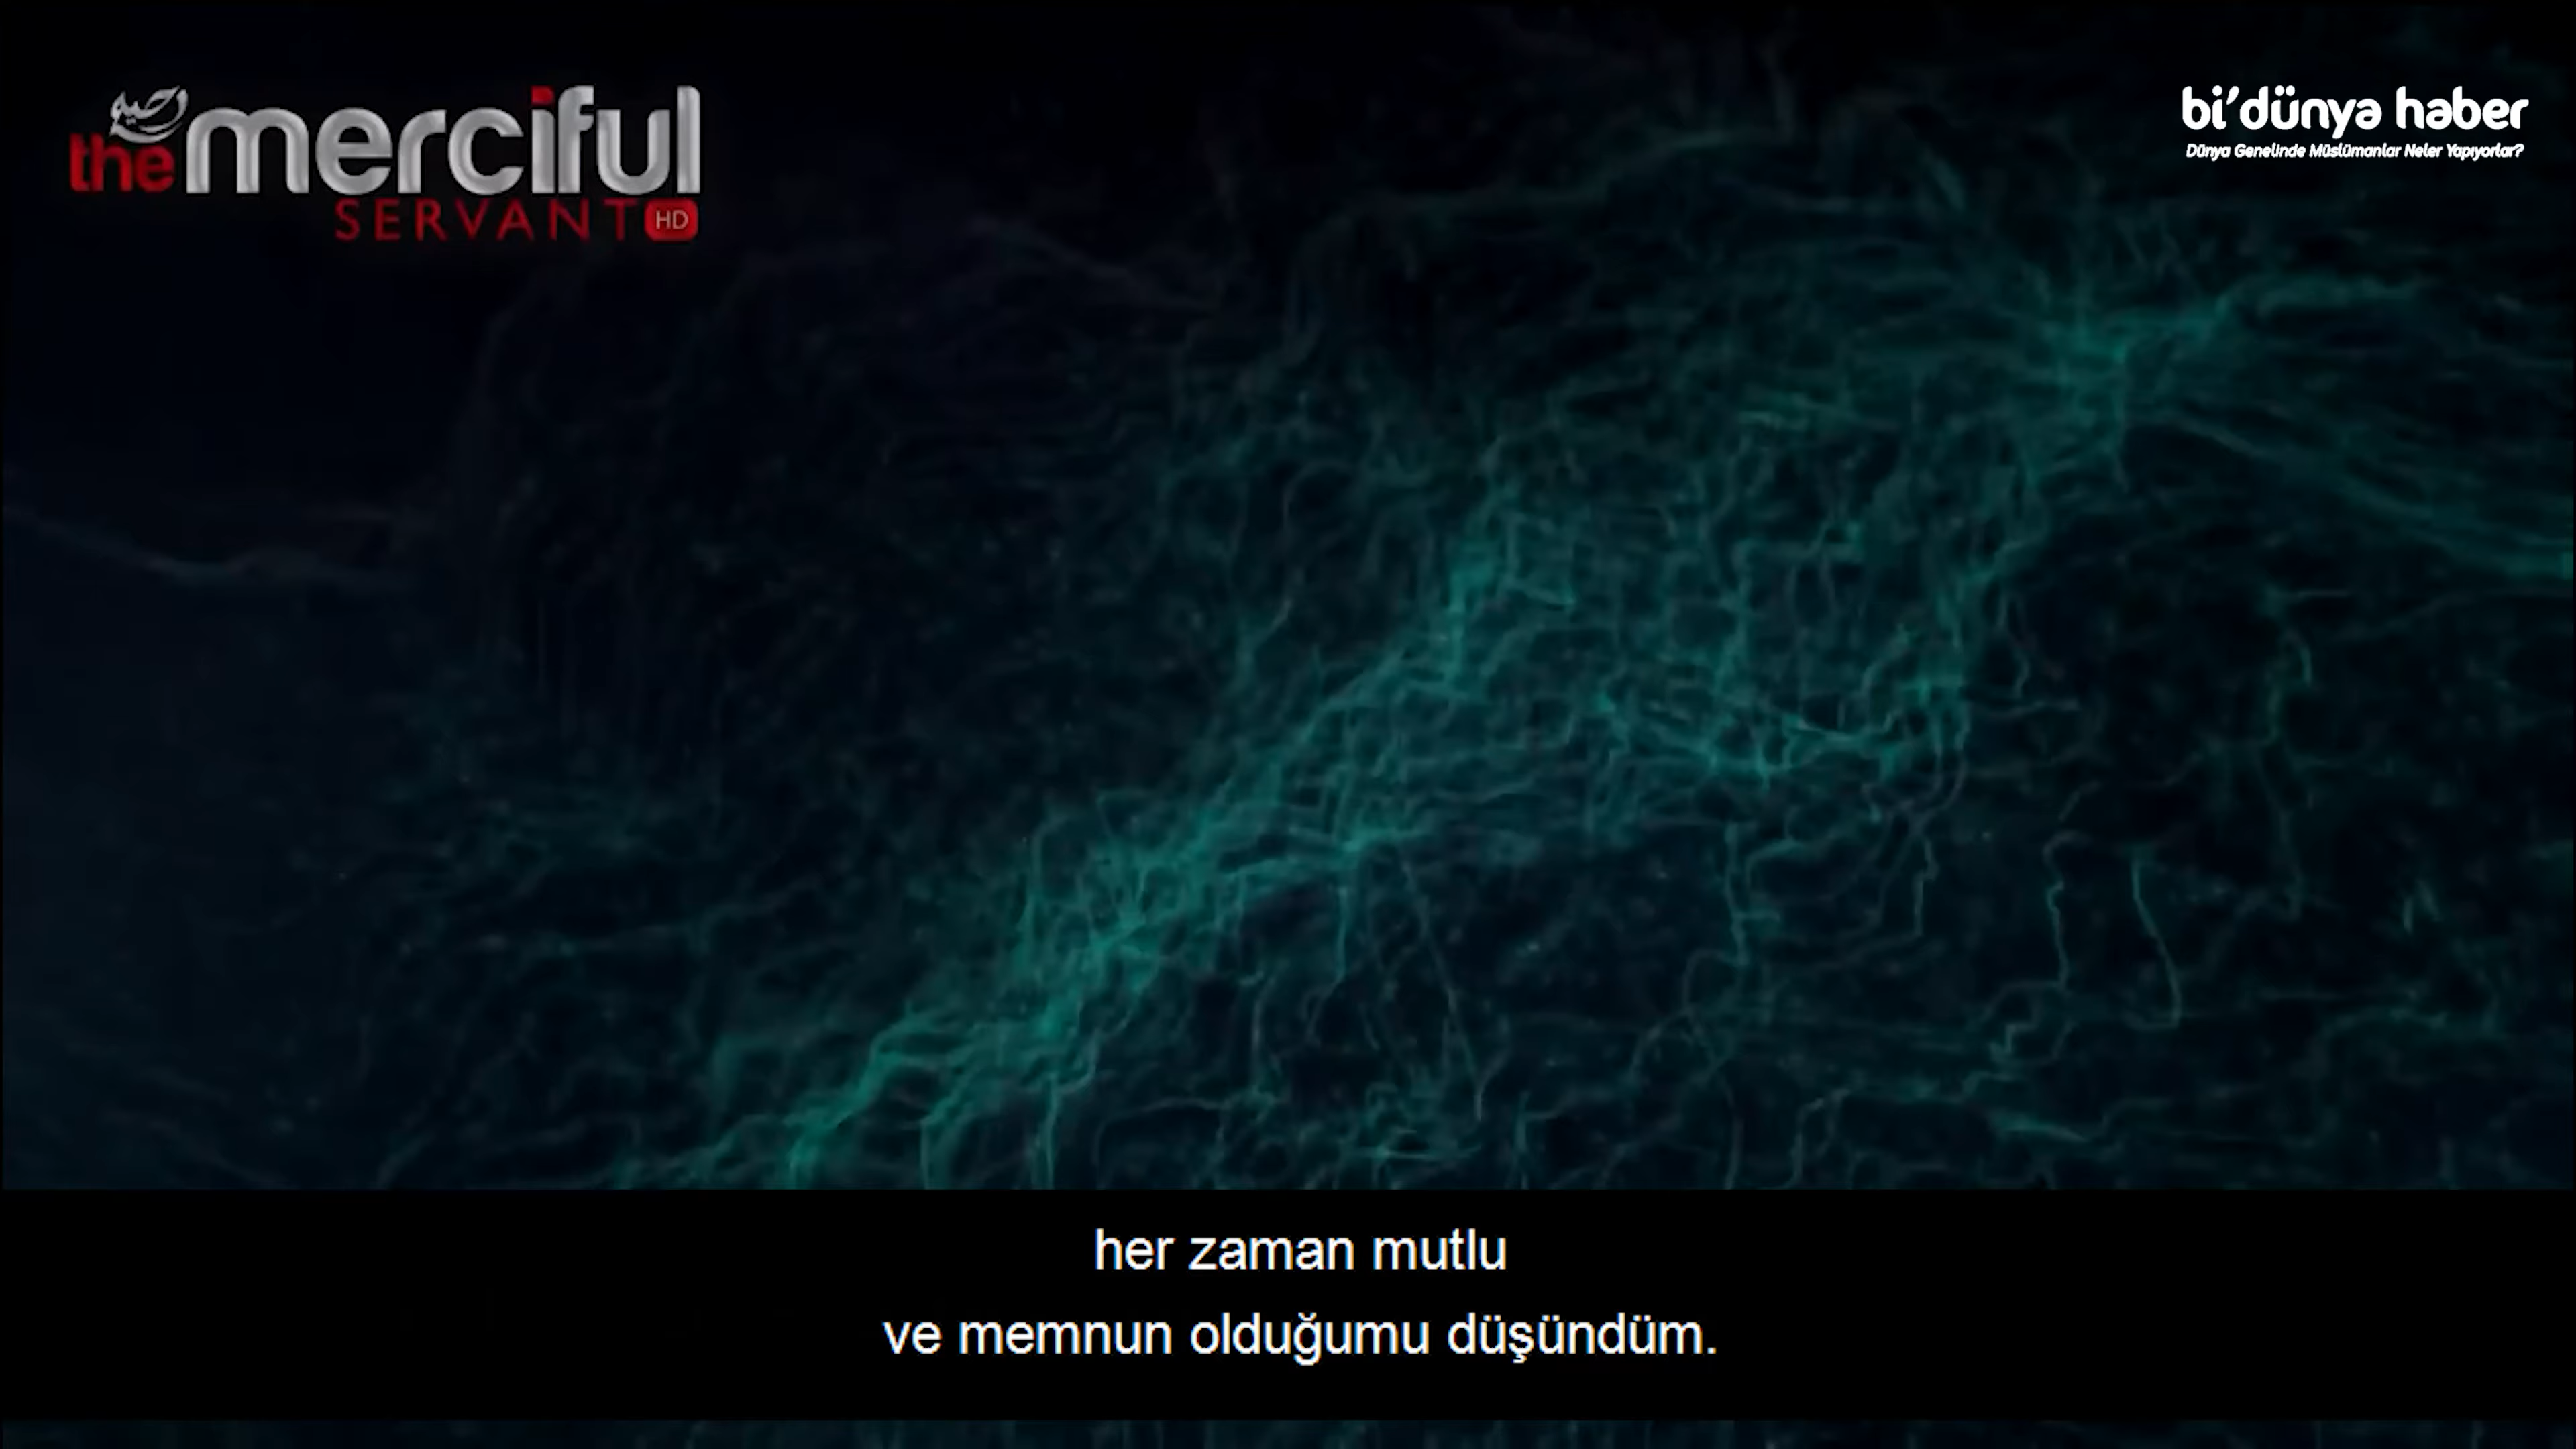 the merciful
SERVANT HD
bi'dünya haber
Dünya Genelinde Müslümanlar Neler Yapıyorlar?
her zaman mutlu
ve memnun olduğumu düşündüm.